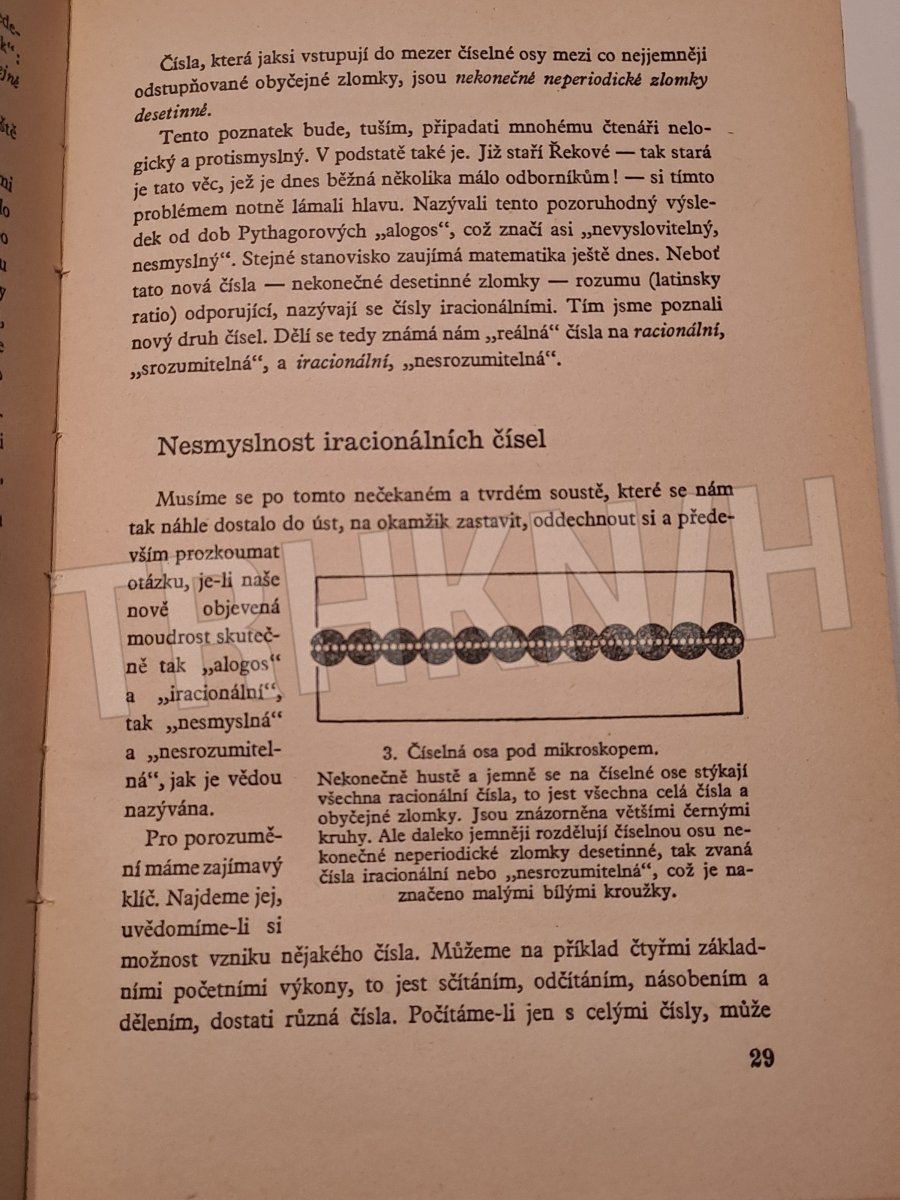 Čísla, která jaksi vstupují do mezer číselné osy mezi co nejjemněji
odstupňované obyčejné zlomky, jsou nekonečné neperiodické zlomky
desetinné.
Tento poznatek bude, tuším, připadati mnohému čtenáři nelo-
gický a protismyslný. V podstatě také je. Již staří Řekové — tak stará
je tato věc, jež je dnes běžná několika málo odborníkům! — si tímto
problémem notně lámali hlavu. Nazývali tento pozoruhodný výsle-
dek od dob Pythagorových „alogos“, což značí asi „nevyslovitelný,
nesmyslný“. Stejné stanovisko zaujímá matematika ještě dnes. Neboť
tato nová čísla — nekonečné desetinné zlomky — rozumu (latinsky
ratio) odporující, nazývají se čísly iracionálními. Tím jsme poznali
nový druh čísel. Dělí se tedy známá nám „reálná“ čísla na racionální,
„srozumitelná“, a iracionální, „nesrozumitelná“.
Nesmyslnost iracionálních čísel
Musíme se po tomto nečekaném a tvrdém soustě, které se nám
tak náhle dostalo do úst, na okamžik zastavit, oddechnout si a přede-
vším prozkoumat
otázku, je-li naše
nově objevená
moudrost skuteč-
ně tak „alogos“
a „iracionální“,
tak „nesmyslná“
a „nesrozumitel-
ná“, jak je vědou
nazývána.
Pro porozumě-
ní máme zajímavý
klíč. Najdeme jej,
uvědomíme-li si
3. Číselná osa pod mikroskopem.
Nekonečně hustě a jemně se na číselné ose stýkají
všechna racionální čísla, to jest všechna celá čísla a
obyčejné zlomky. Jsou znázorněna většími černými
kruhy. Ale daleko jemněji rozdělují číselnou osu ne-
konečné neperiodické zlomky desetinné, tak zvaná
čísla iracionální nebo „nesrozumitelná“, což je na-
značeno malými bílými kroužky.
možnost vzniku nějakého čísla. Můžeme na příklad čtyřmi základ-
ními početními výkony, to jest sčítáním, odčítáním, násobením a
dělením, dostati různá čísla. Počítáme-li jen s celými čísly, může
29
TRHKNIH